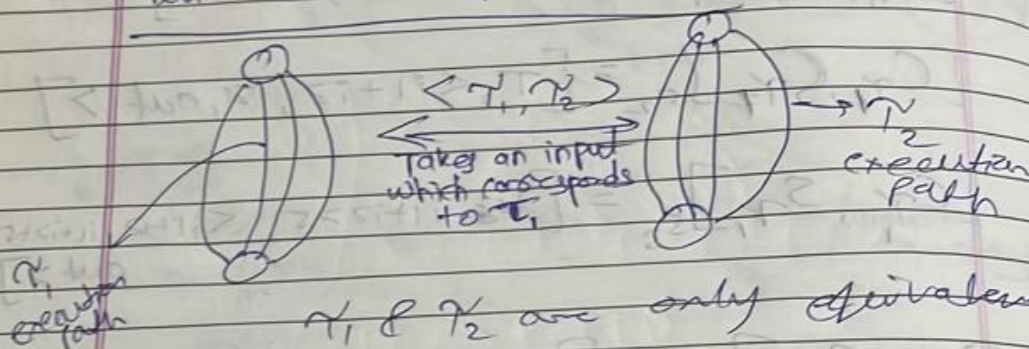 < τ₁, τ₂ >
Takes an input
which corresponds
to τ₁
→ τ₂
execution
path
τ₁
execution
path
τ₁ & τ₂ are only equivalen